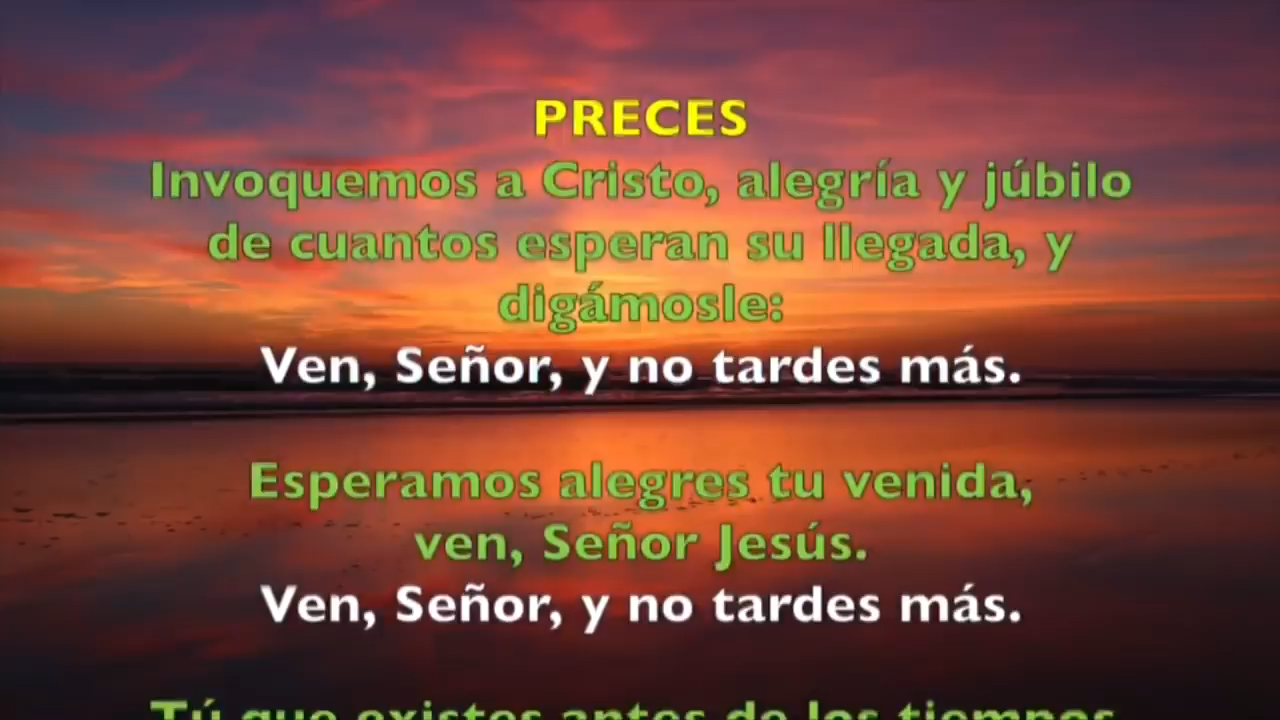 PRECES
Invoquemos a Cristo, alegría y júbilo
de cuantos esperan su llegada, y
digámosle:
Ven, Señor, y no tardes más.
Esperamos alegres tu venida,
ven, Señor Jesús.
Ven, Señor, y no tardes más.
Tú que existes antes de los tiempos